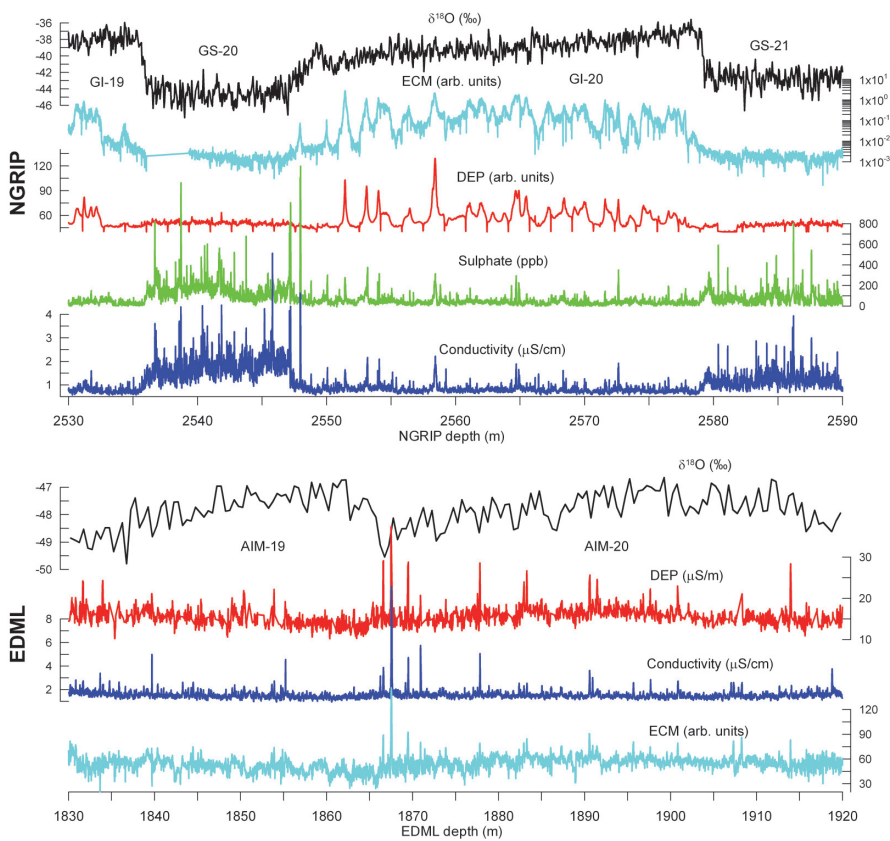 δ¹⁸O (‰)
-36
-38
-40
-42
-44
-46
GI-19
GS-20
GS-21
ECM (arb. units)
GI-20
1x10¹
1x10⁰
1x10⁻¹
1x10⁻²
1x10⁻³
NGRIP
120
90
60
DEP (arb. units)
800
600
400
200
0
Sulphate (ppb)
4
3
2
1
Conductivity (µS/cm)
2530 2540 2550 2560 2570 2580 2590
NGRIP depth (m)
δ¹⁸O (‰)
-47
-48
-49
-50
AIM-19
AIM-20
30
25
20
15
10
DEP (µS/m)
EDML
8
6
4
2
Conductivity (µS/cm)
120
90
60
30
ECM (arb. units)
1830 1840 1850 1860 1870 1880 1890 1900 1910 1920
EDML depth (m)